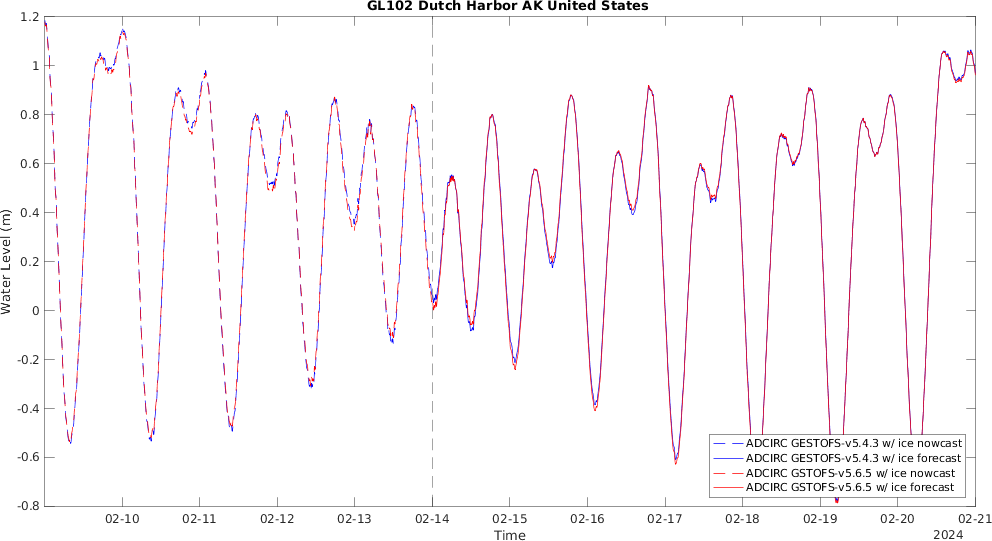 GL102 Dutch Harbor AK United States
Water Level (m)
1.2
1
0.8
0.6
0.4
0.2
0
-0.2
-0.4
-0.6
-0.8
ADCIRC GESTOFS-v5.4.3 w/ ice nowcast
ADCIRC GESTOFS-v5.4.3 w/ ice forecast
ADCIRC GSTOFS-v5.6.5 w/ ice nowcast
ADCIRC GSTOFS-v5.6.5 w/ ice forecast
02-10 02-11 02-12 02-13 02-14 02-15 02-16 02-17 02-18 02-19 02-20 02-21
Time
2024